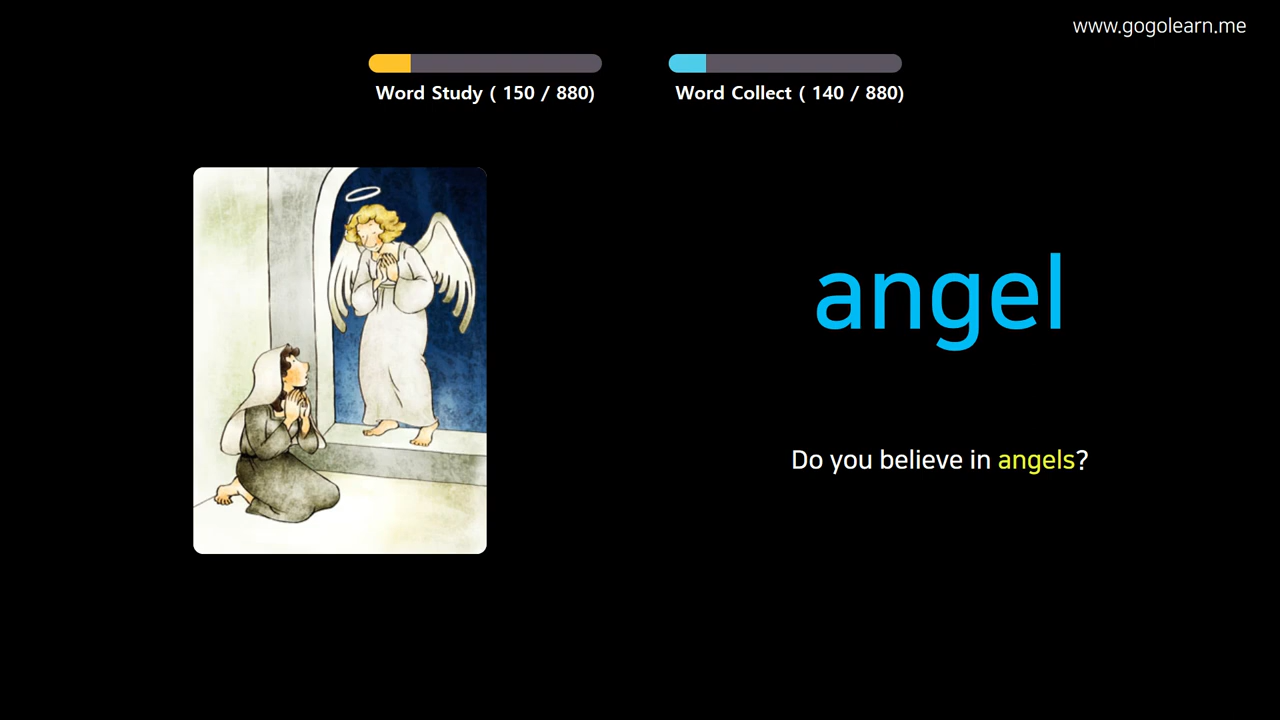 www.gogolearn.me
Word Study ( 150 / 880)
Word Collect ( 140 / 880)
angel
Do you believe in angels?